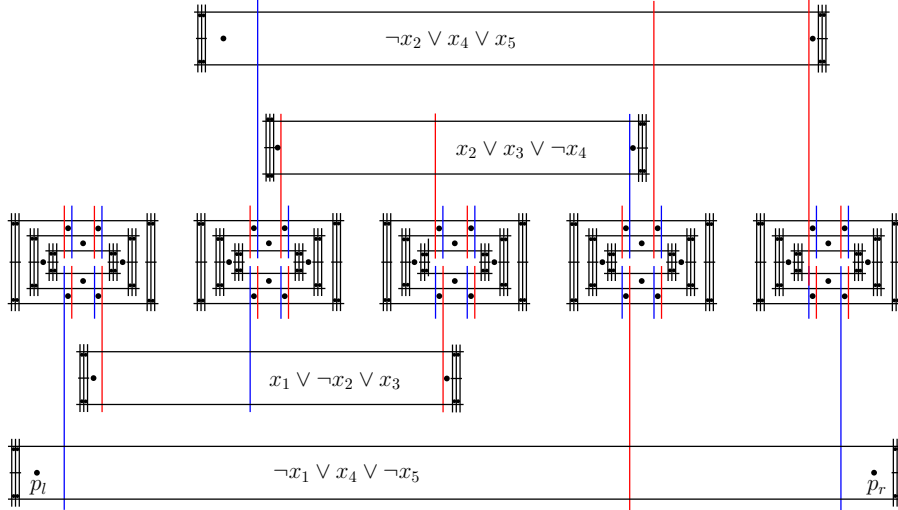 ¬x₂ ∨ x₄ ∨ x₅
x₂ ∨ x₃ ∨ ¬x₄
x₁ ∨ ¬x₂ ∨ x₃
¬x₁ ∨ x₄ ∨ ¬x₅
pₗ pᵣ